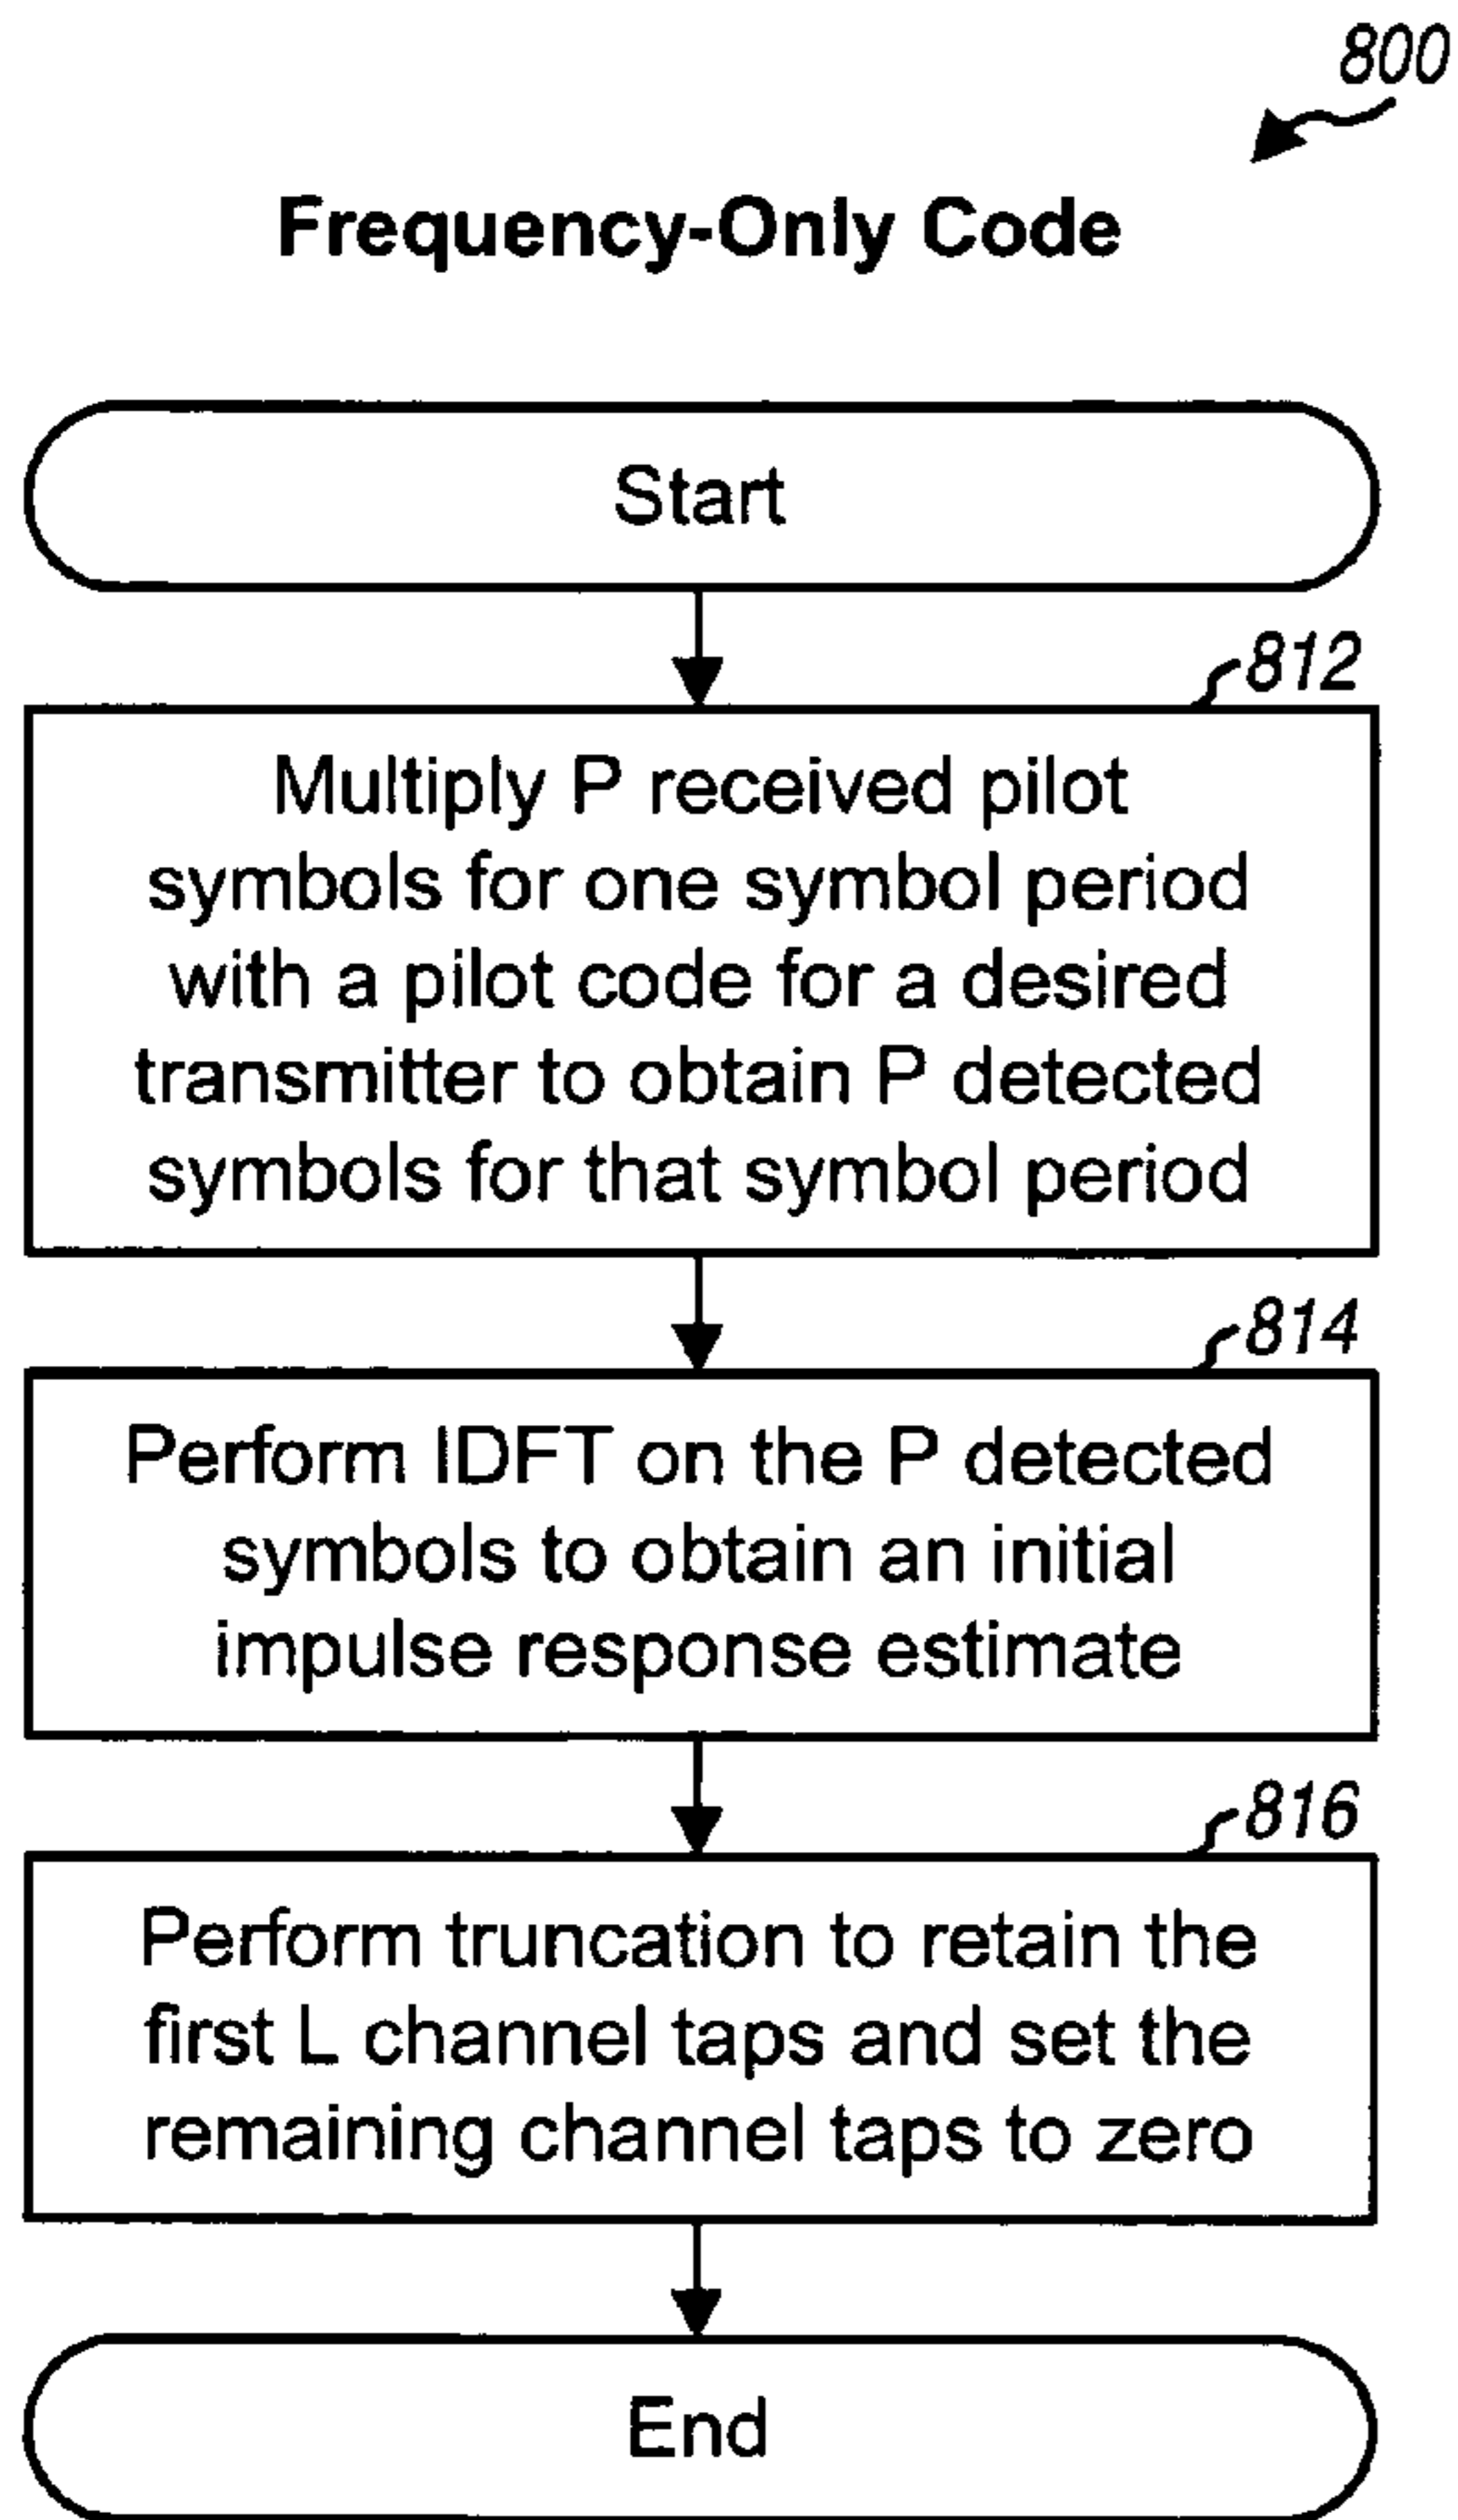 800
Frequency-Only Code
Start
812
Multiply P received pilot
symbols for one symbol period
with a pilot code for a desired
transmitter to obtain P detected
symbols for that symbol period
814
Perform IDFT on the P detected
symbols to obtain an initial
impulse response estimate
816
Perform truncation to retain the
first L channel taps and set the
remaining channel taps to zero
End